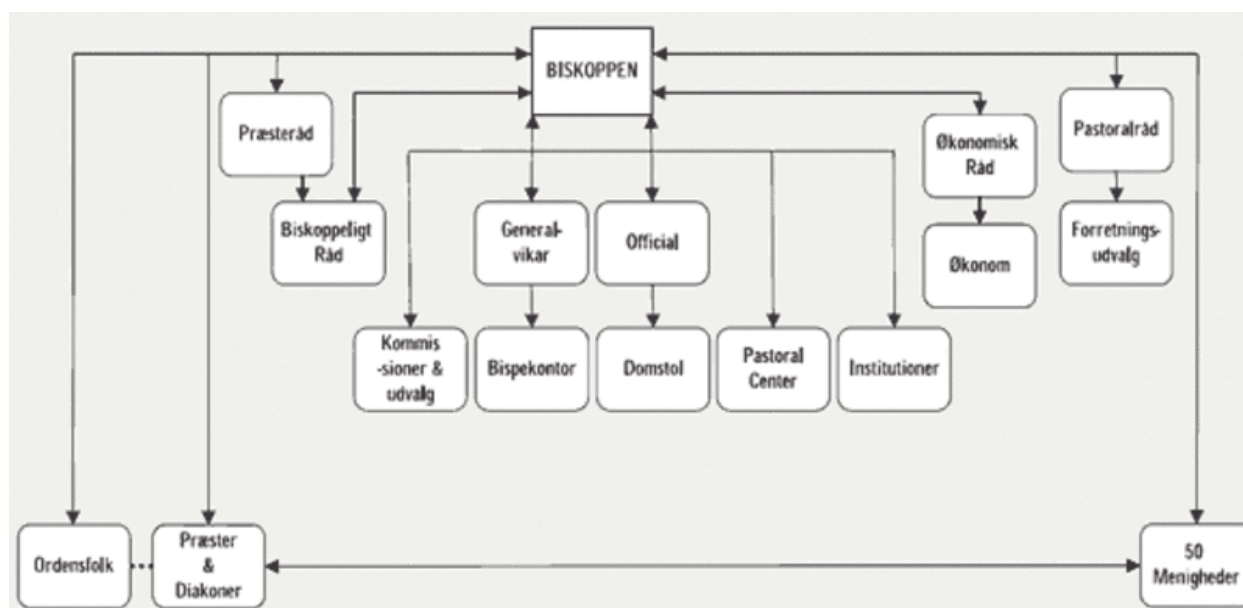 BISKOPPEN
Præsteråd
Biskoppeligt
Råd
General-
vikar
Official
Økonomisk
Råd
Økonom
Pastoralråd
Forretnings-
udvalg
Kommis
-sioner &
udvalg
Bispekontor
Domstol
Pastoral
Center
Institutioner
Ordensfolk
Præster
&
Diakoner
50
Menigheder